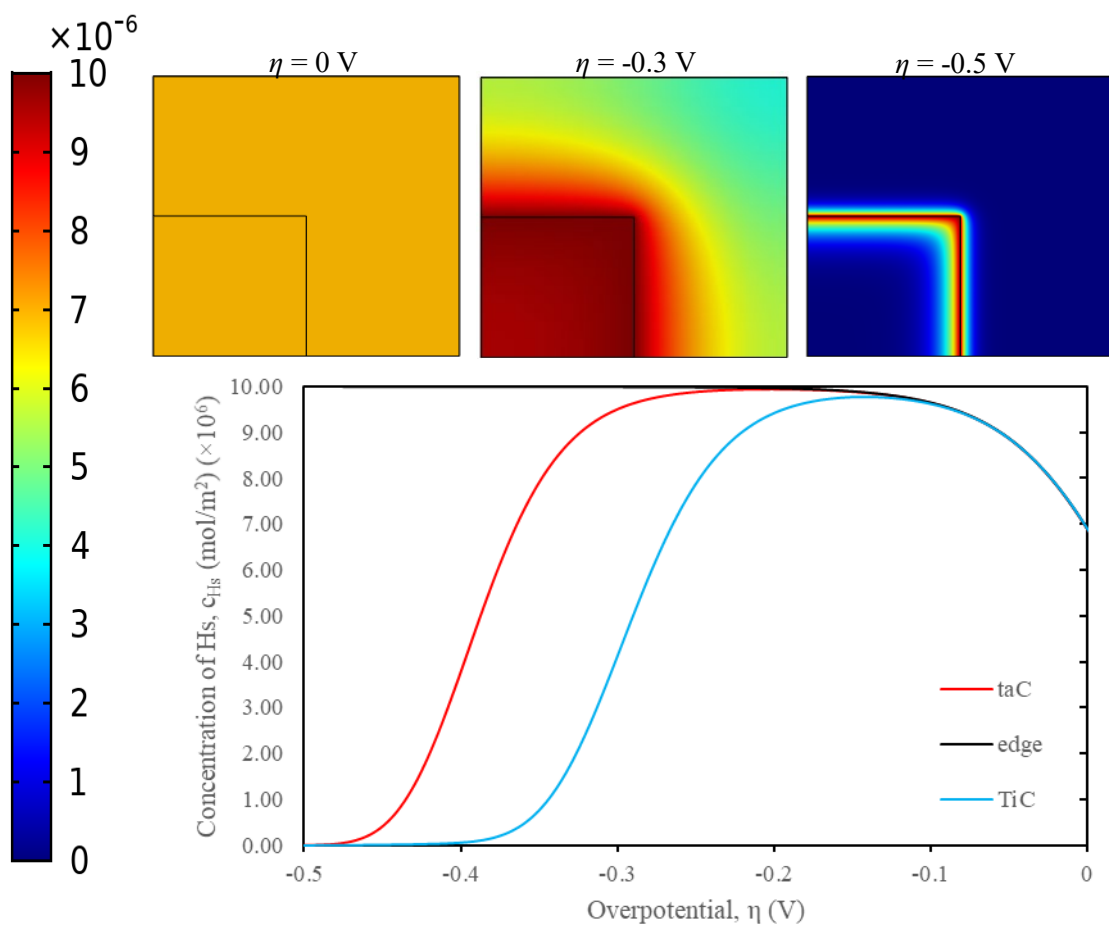 ×10⁻⁶
10
9
8
7
6
5
4
3
2
1
0
η = 0 V
η = -0.3 V
η = -0.5 V
Concentration of Hs, c_Hs (mol/m²) (×10⁶)
10.00
9.00
8.00
7.00
6.00
5.00
4.00
3.00
2.00
1.00
0.00
taC
edge
TiC
-0.5 -0.4 -0.3 -0.2 -0.1 0
Overpotential, η (V)